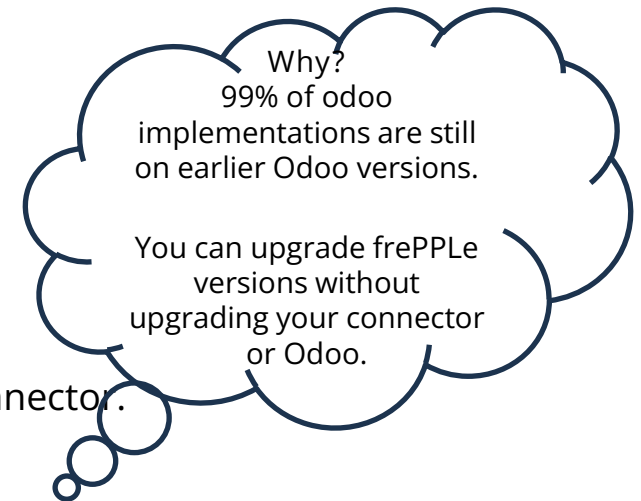 Why?
99% of odoo
implementations are still
on earlier Odoo versions.
You can upgrade frePPLe
versions without
upgrading your connector
or Odoo.
nnector.